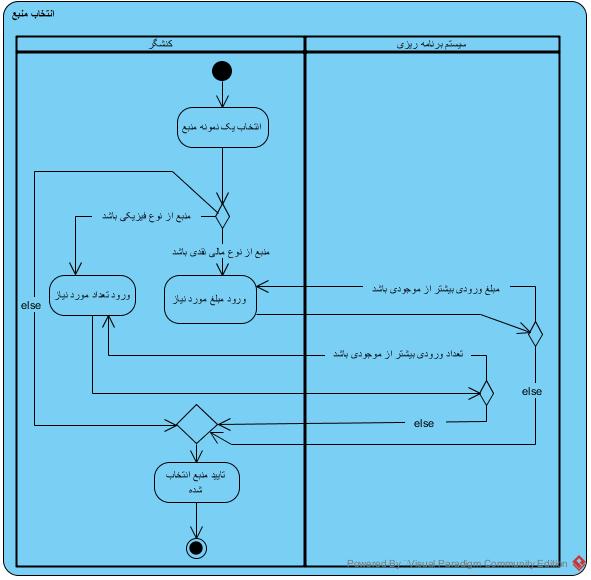 انتخاب منبع
کنشگر
سیستم برنامه ریزی
انتخاب یک نمونه منبع
منبع از نوع فیزیکی باشد
منبع از نوع مالی نقدی باشد
else
ورود تعداد مورد نیاز
ورود مبلغ مورد نیاز
مبلغ ورودی بیشتر از موجودی باشد
تعداد ورودی بیشتر از موجودی باشد
else
else
تایید منبع انتخاب
شده
Powered By Visual Paradigm Community Edition